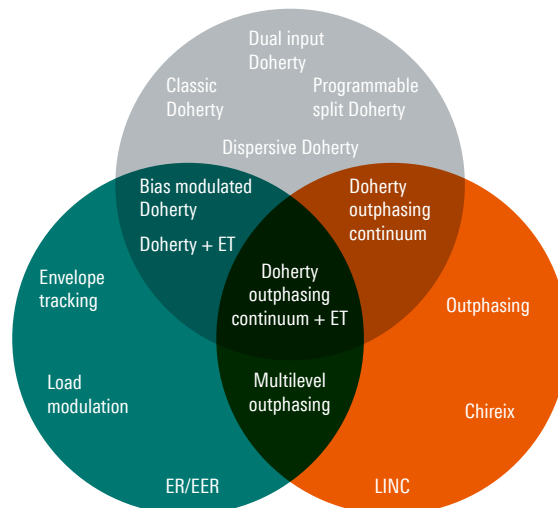 Dual input
Doherty
Classic
Doherty
Programmable
split Doherty
Dispersive Doherty
Bias modulated
Doherty
Doherty + ET
Doherty
outphasing
continuum
Envelope
tracking
Doherty
outphasing
continuum + ET
Outphasing
Load
modulation
Multilevel
outphasing
Chireix
ER/EER
LINC